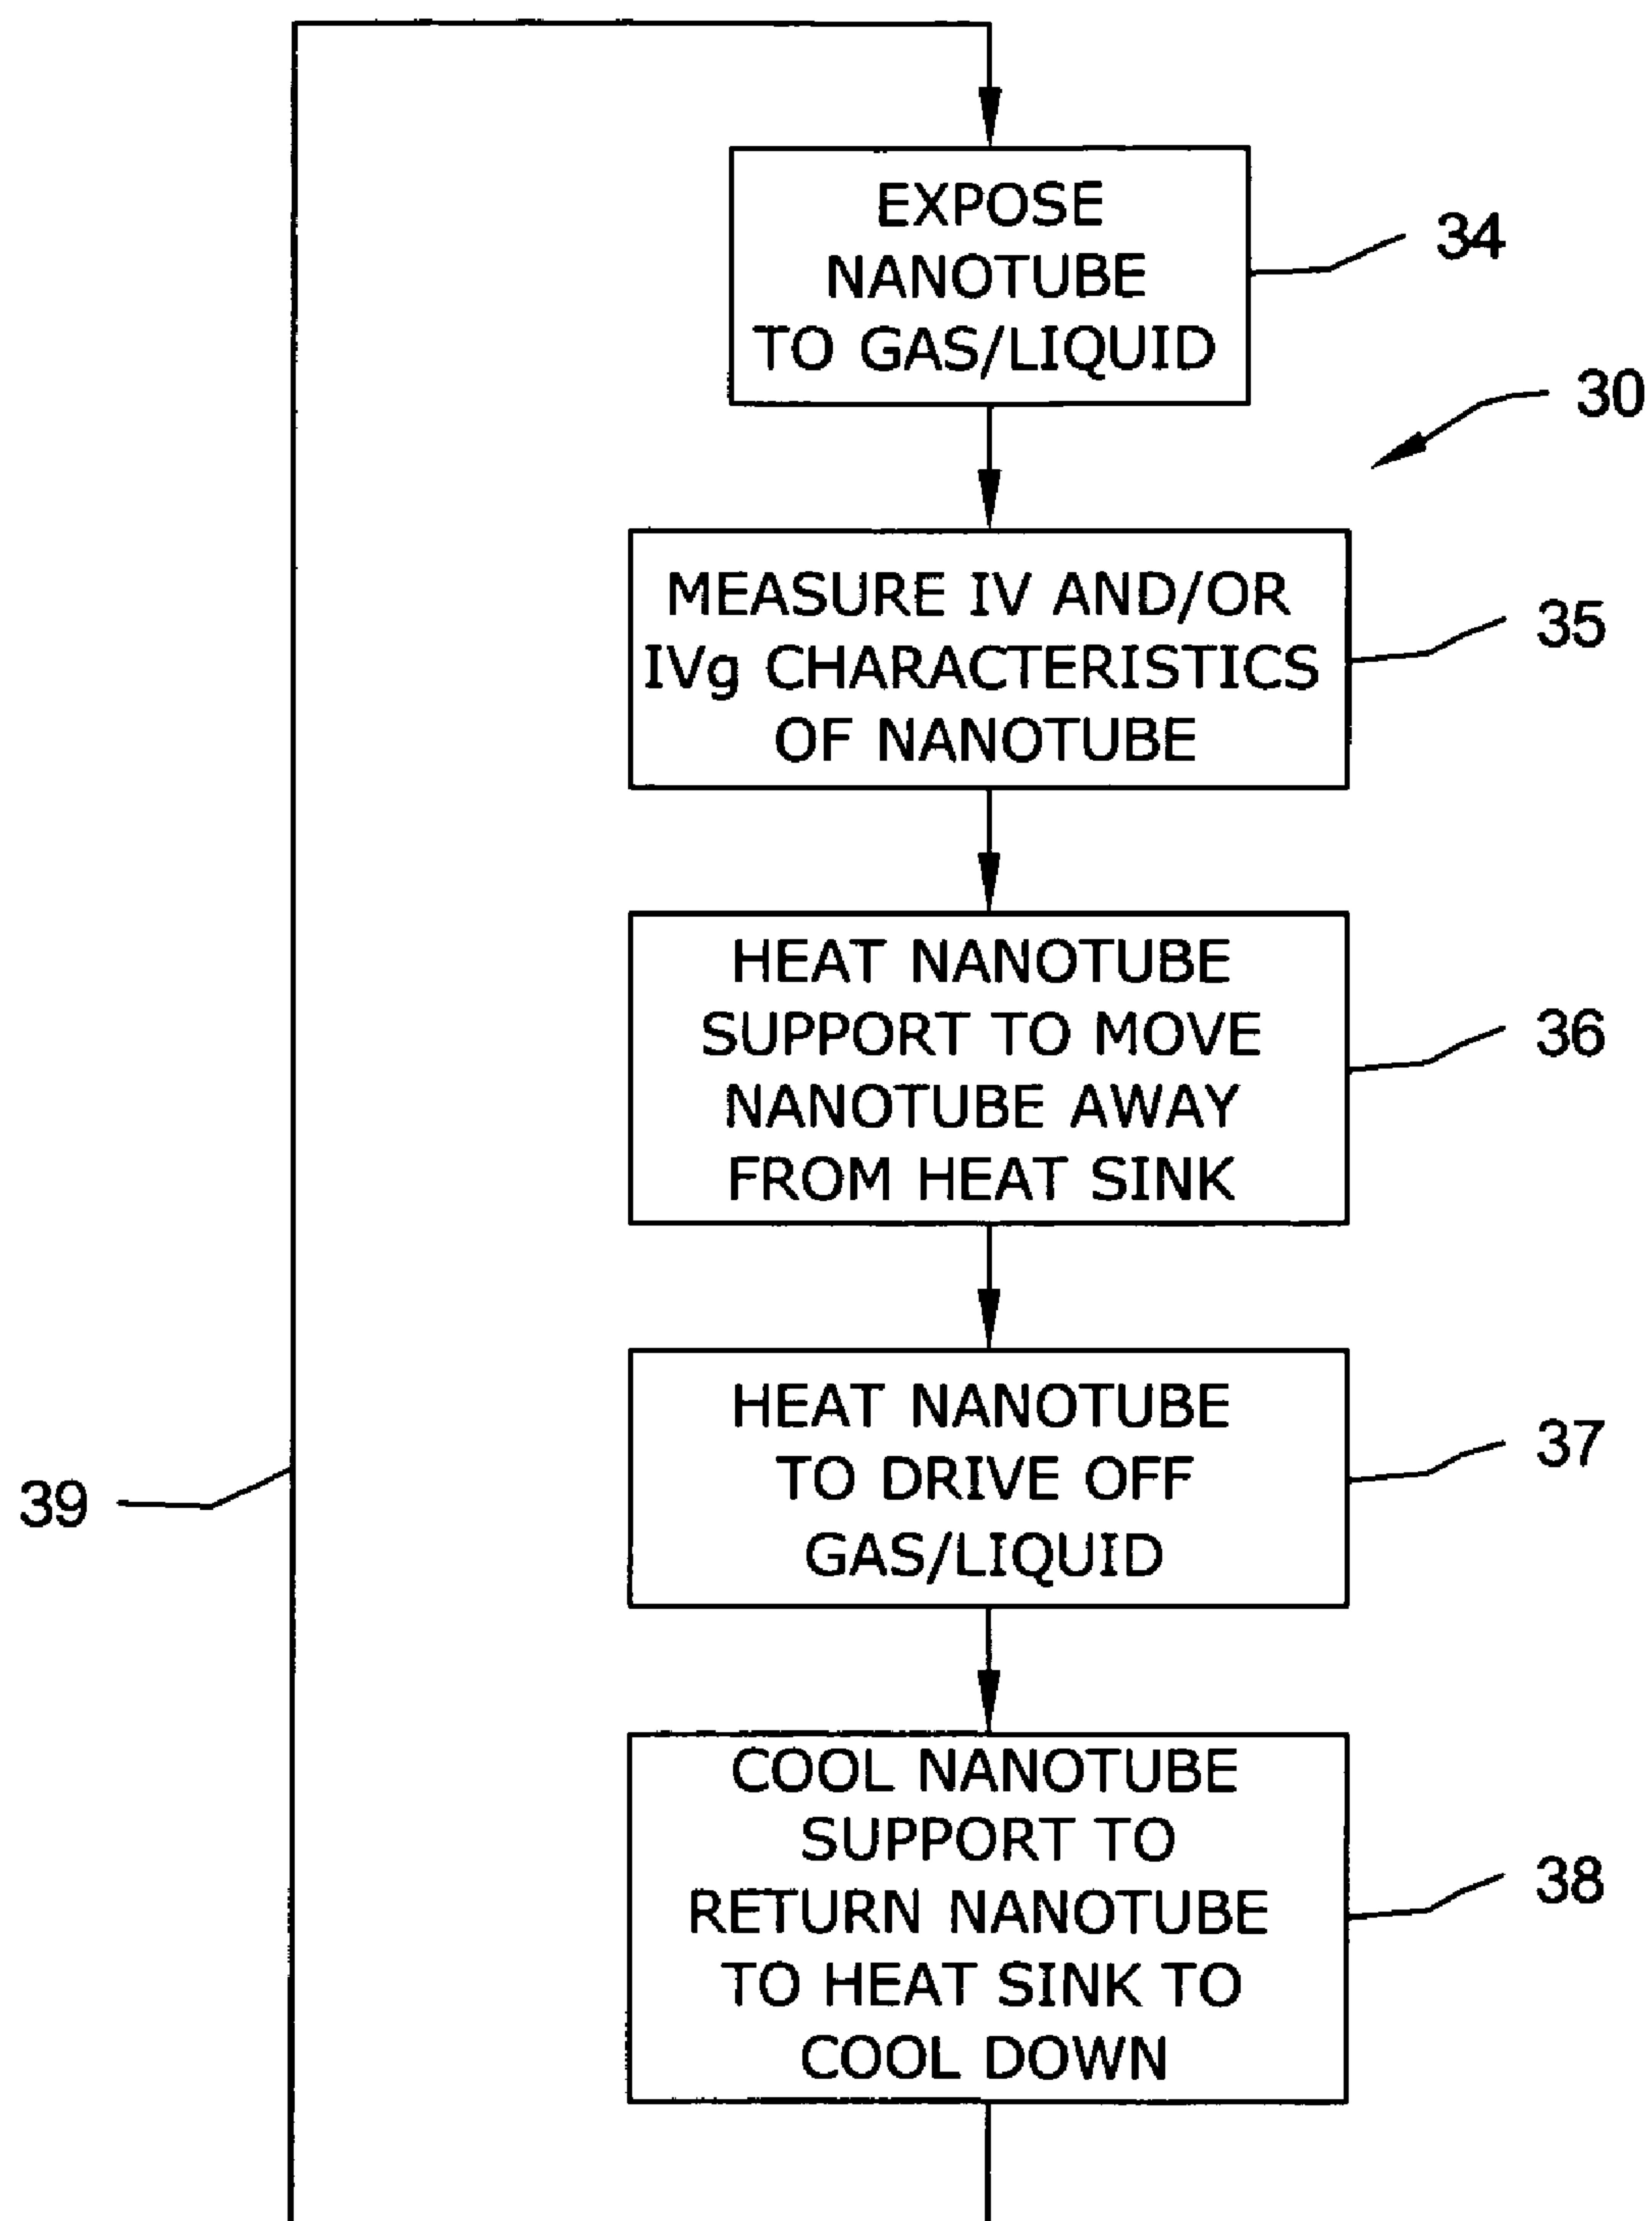 EXPOSE
NANOTUBE
TO GAS/LIQUID
34
30
MEASURE IV AND/OR
IVg CHARACTERISTICS
OF NANOTUBE
35
HEAT NANOTUBE
SUPPORT TO MOVE
NANOTUBE AWAY
FROM HEAT SINK
36
HEAT NANOTUBE
TO DRIVE OFF
GAS/LIQUID
37
39
COOL NANOTUBE
SUPPORT TO
RETURN NANOTUBE
TO HEAT SINK TO
COOL DOWN
38